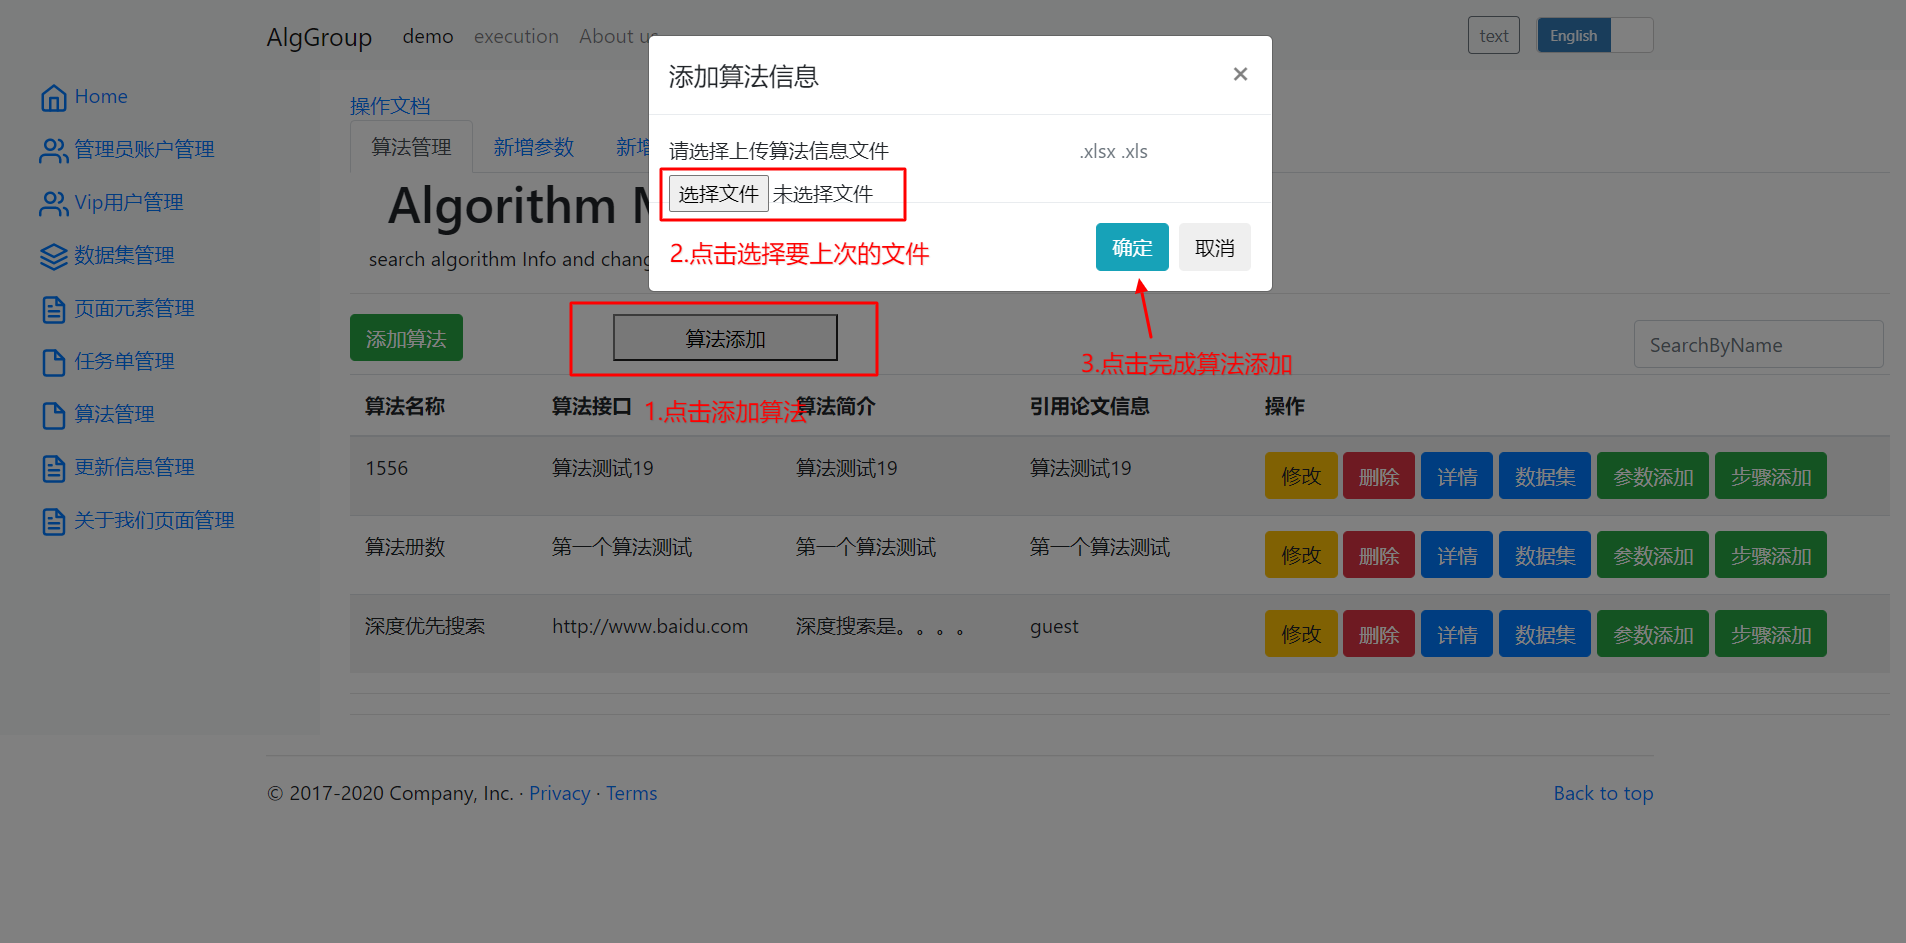 AlgGroup demo execution About us text English
Home
管理员账户管理
Vip用户管理
数据集管理
页面元素管理
任务单管理
算法管理
更新信息管理
关于我们页面管理
操作文档
算法管理 新增参数 新增
Algorithm
search algorithm Info and chang
添加算法信息 ×
请选择上传算法信息文件 .xlsx .xls
选择文件 未选择文件
2.点击选择要上次的文件
确定 取消
添加算法 算法添加 SearchByName
3.点击完成算法添加
1.点击添加算法
算法名称 算法接口 算法简介 引用论文信息 操作
1556 算法测试19 算法测试19 算法测试19 修改 删除 详情 数据集 参数添加 步骤添加
算法册数 第一个算法测试 第一个算法测试 第一个算法测试 修改 删除 详情 数据集 参数添加 步骤添加
深度优先搜索 http://www.baidu.com 深度搜索是。。。。 guest 修改 删除 详情 数据集 参数添加 步骤添加
© 2017-2020 Company, Inc. · Privacy · Terms Back to top